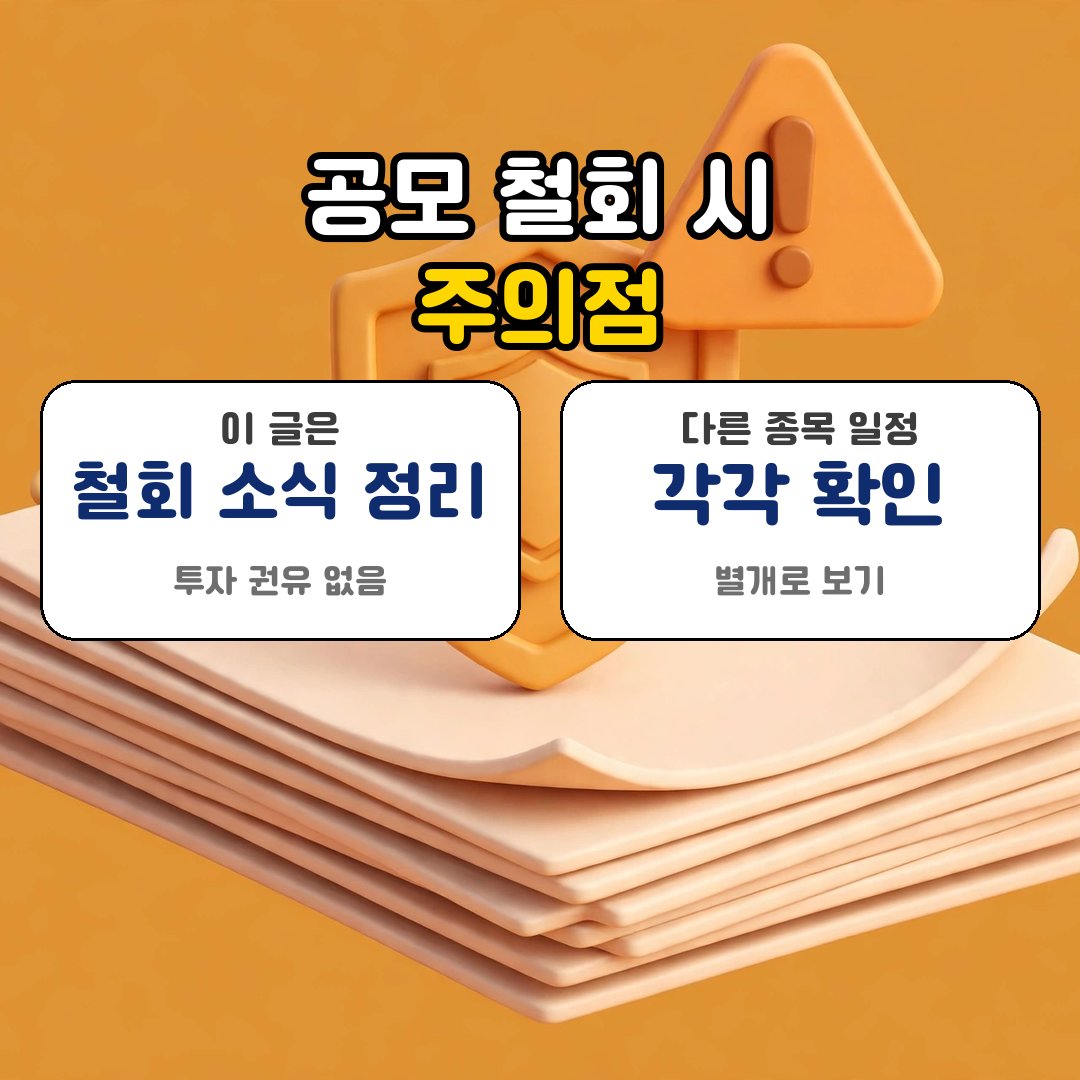 공모 철회 시
주의점
이 글은
철회 소식 정리
투자 권유 없음
다른 종목 일정
각각 확인
별개로 보기